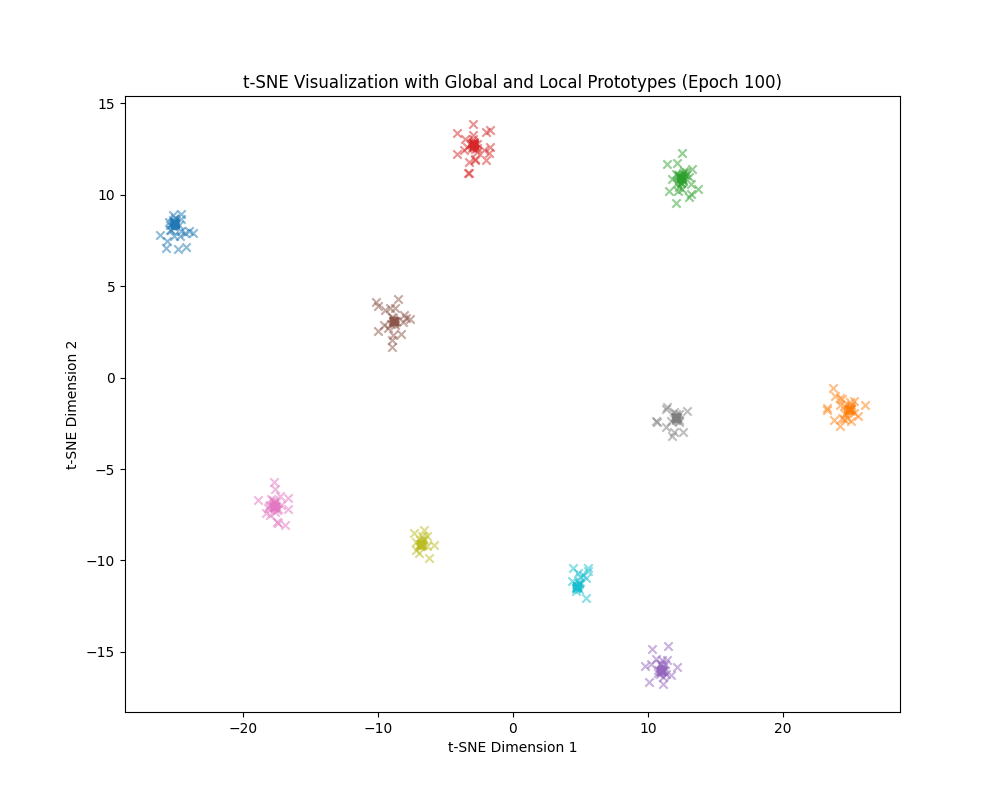 t-SNE Visualization with Global and Local Prototypes (Epoch 100)
15
10
5
0
−5
−10
−15
t-SNE Dimension 2
−20 −10 0 10 20
t-SNE Dimension 1